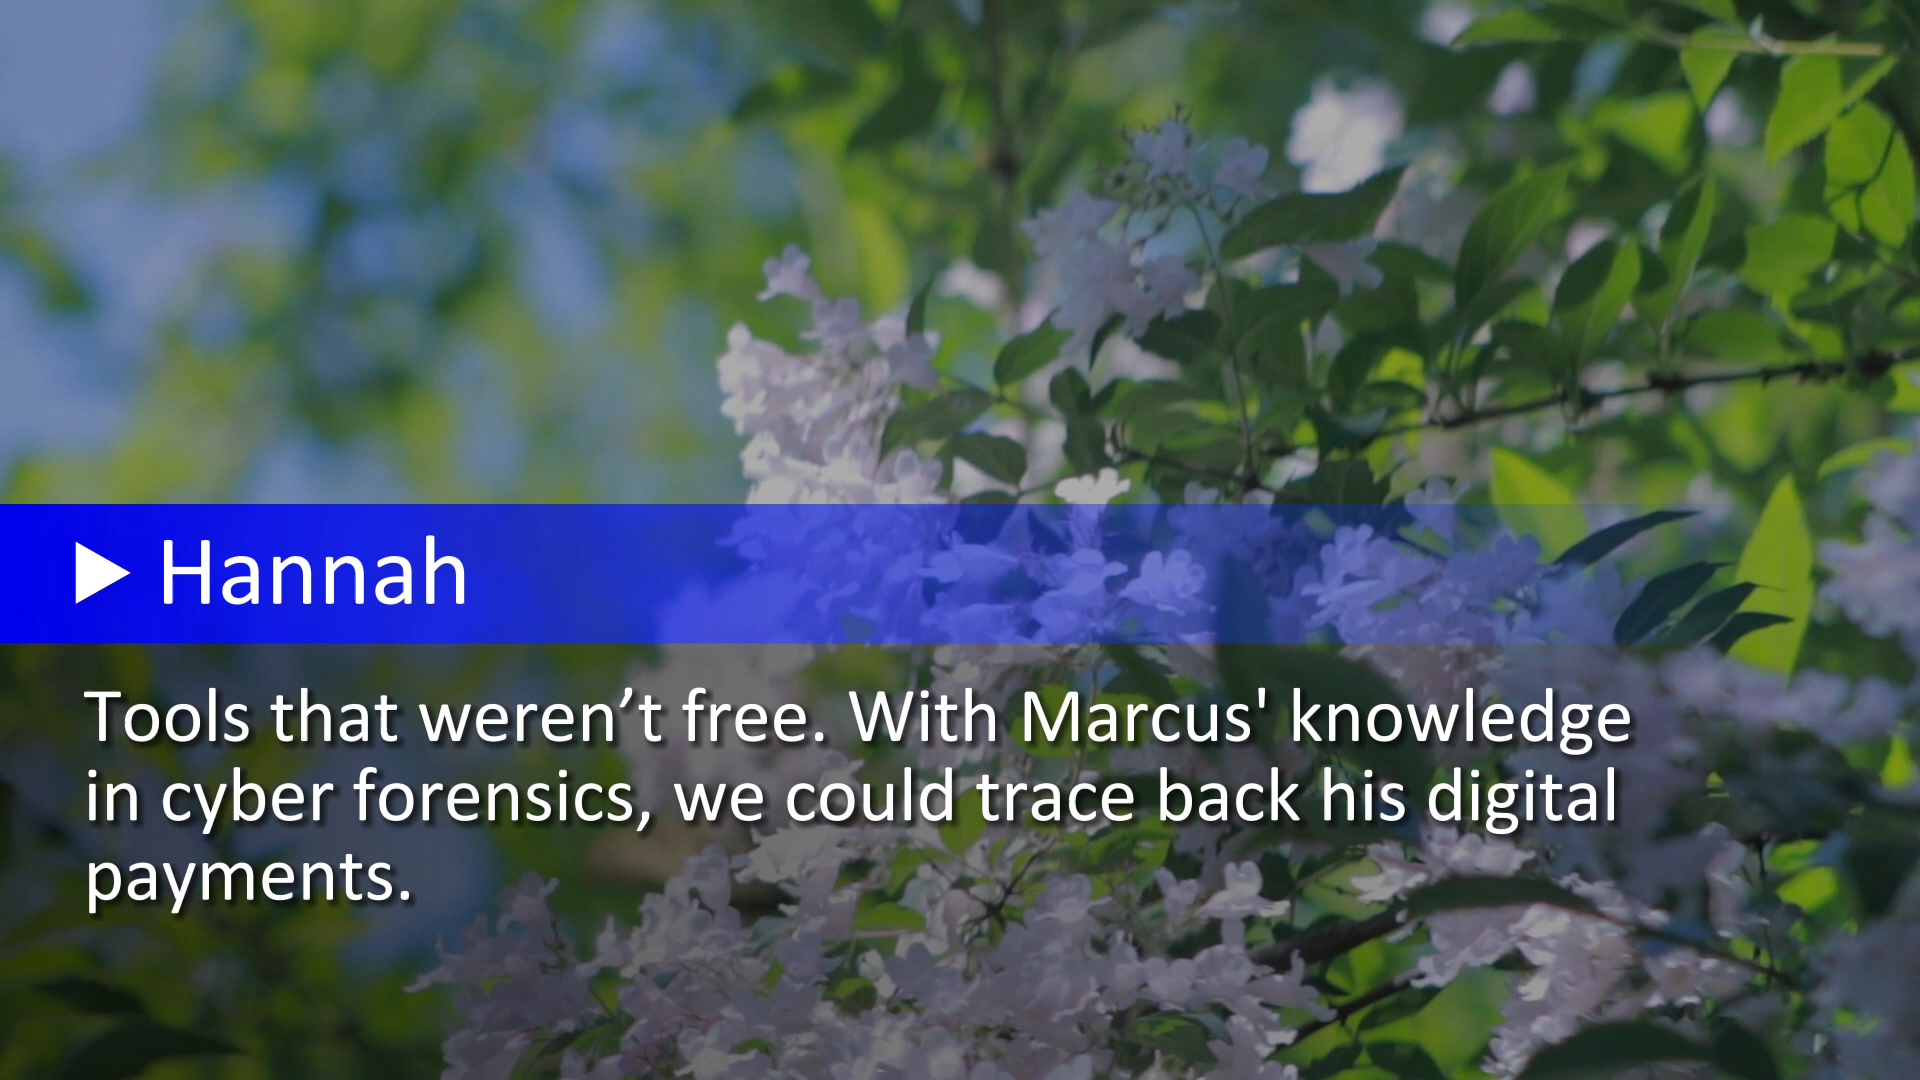 Hannah
Tools that weren’t free. With Marcus' knowledge
in cyber forensics, we could trace back his digital
payments.